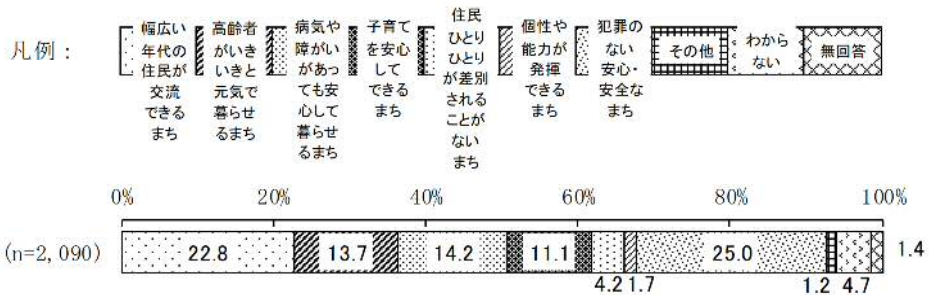 凡例：
幅広い
年代の
住民が
交流
できる
まち
高齢者
がいき
いきと
元気で
暮らせ
るまち
病気や
障がい
があっ
ても安
心して
暮らせ
るまち
子育て
を安心
して
できる
まち
住民
ひとり
ひとり
が差別
される
ことが
ない
まち
個性や
能力が
発揮
できる
まち
犯罪の
ない
安心・
安全な
まち
その他
わから
ない
無回答
0% 20% 40% 60% 80% 100%
(n=2,090) 22.8 13.7 14.2 11.1 25.0 1.4
4.2 1.7 1.2 4.7